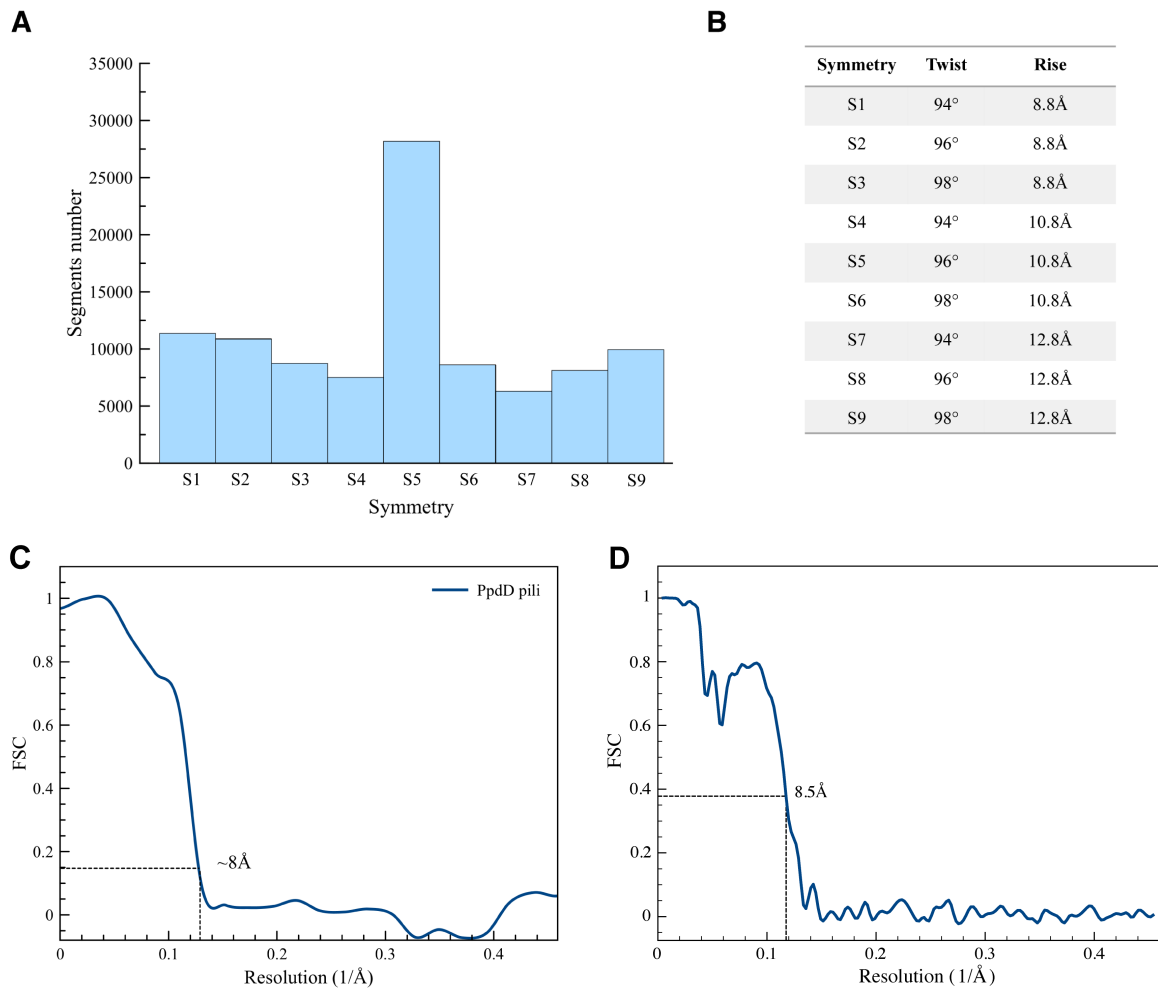 A
35000
30000
25000
20000
15000
10000
5000
0
Segments number
S1 S2 S3 S4 S5 S6 S7 S8 S9
Symmetry
B
Symmetry Twist Rise
S1 94° 8.8Å
S2 96° 8.8Å
S3 98° 8.8Å
S4 94° 10.8Å
S5 96° 10.8Å
S6 98° 10.8Å
S7 94° 12.8Å
S8 96° 12.8Å
S9 98° 12.8Å
C
PpdD pili
1
0.8
0.6
0.4
0.2
0
FSC
~8Å
0 0.1 0.2 0.3 0.4
Resolution (1/Å)
D
1
0.8
0.6
0.4
0.2
0
FSC
8.5Å
0 0.1 0.2 0.3 0.4
Resolution (1/Å)